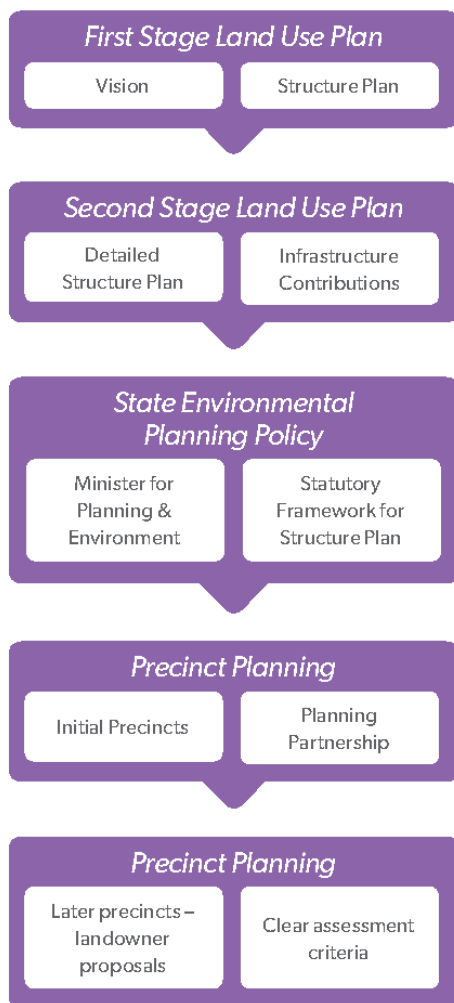 First Stage Land Use Plan
Vision
Structure Plan
Second Stage Land Use Plan
Detailed
Structure Plan
Infrastructure
Contributions
State Environmental
Planning Policy
Minister for
Planning &
Environment
Statutory
Framework for
Structure Plan
Precinct Planning
Initial Precincts
Planning
Partnership
Precinct Planning
Later precincts –
landowner
proposals
Clear assessment
criteria